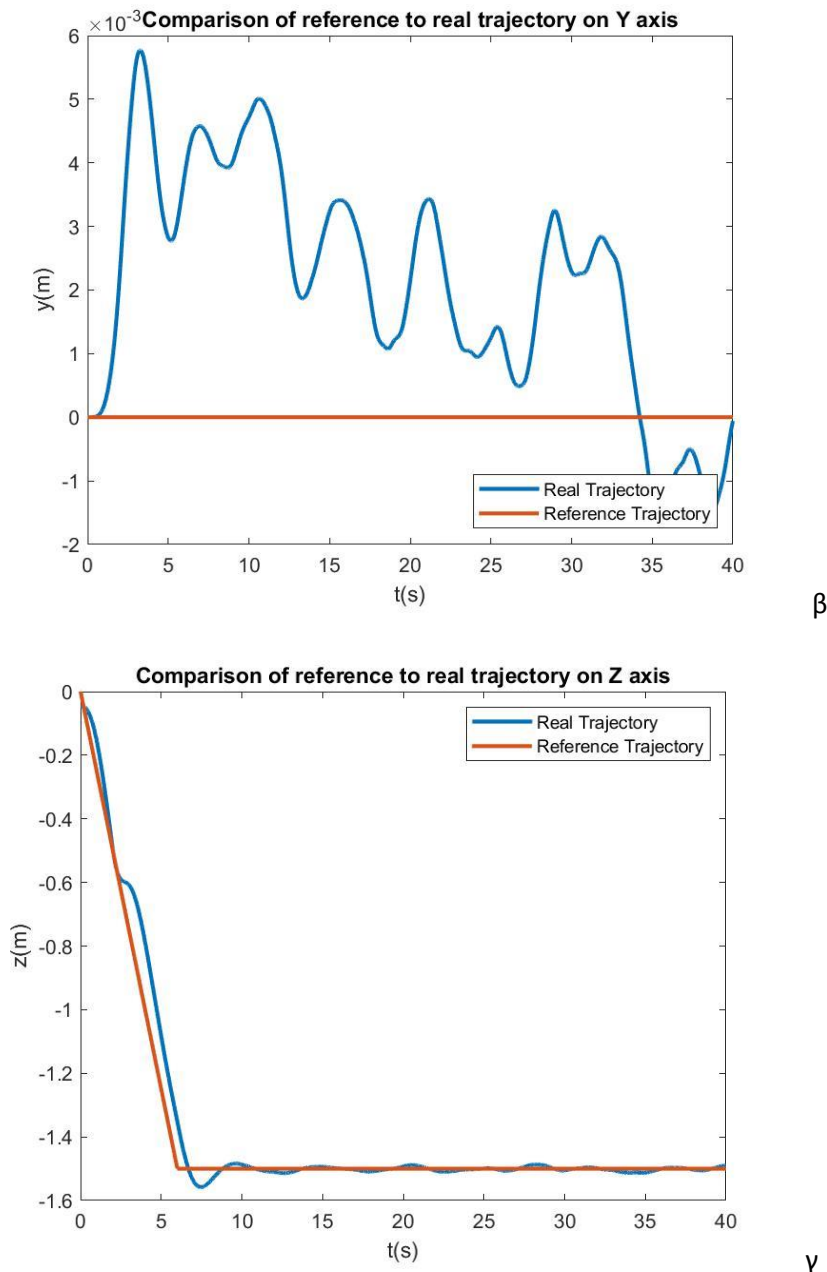 ×10-3
Comparison of reference to real trajectory on Y axis
6
5
4
3
2
1
0
-1
-2
y(m)
Real Trajectory
Reference Trajectory
0 5 10 15 20 25 30 35 40
t(s)
β
Comparison of reference to real trajectory on Z axis
0
-0.2
-0.4
-0.6
-0.8
-1
-1.2
-1.4
-1.6
z(m)
Real Trajectory
Reference Trajectory
0 5 10 15 20 25 30 35 40
t(s)
γ